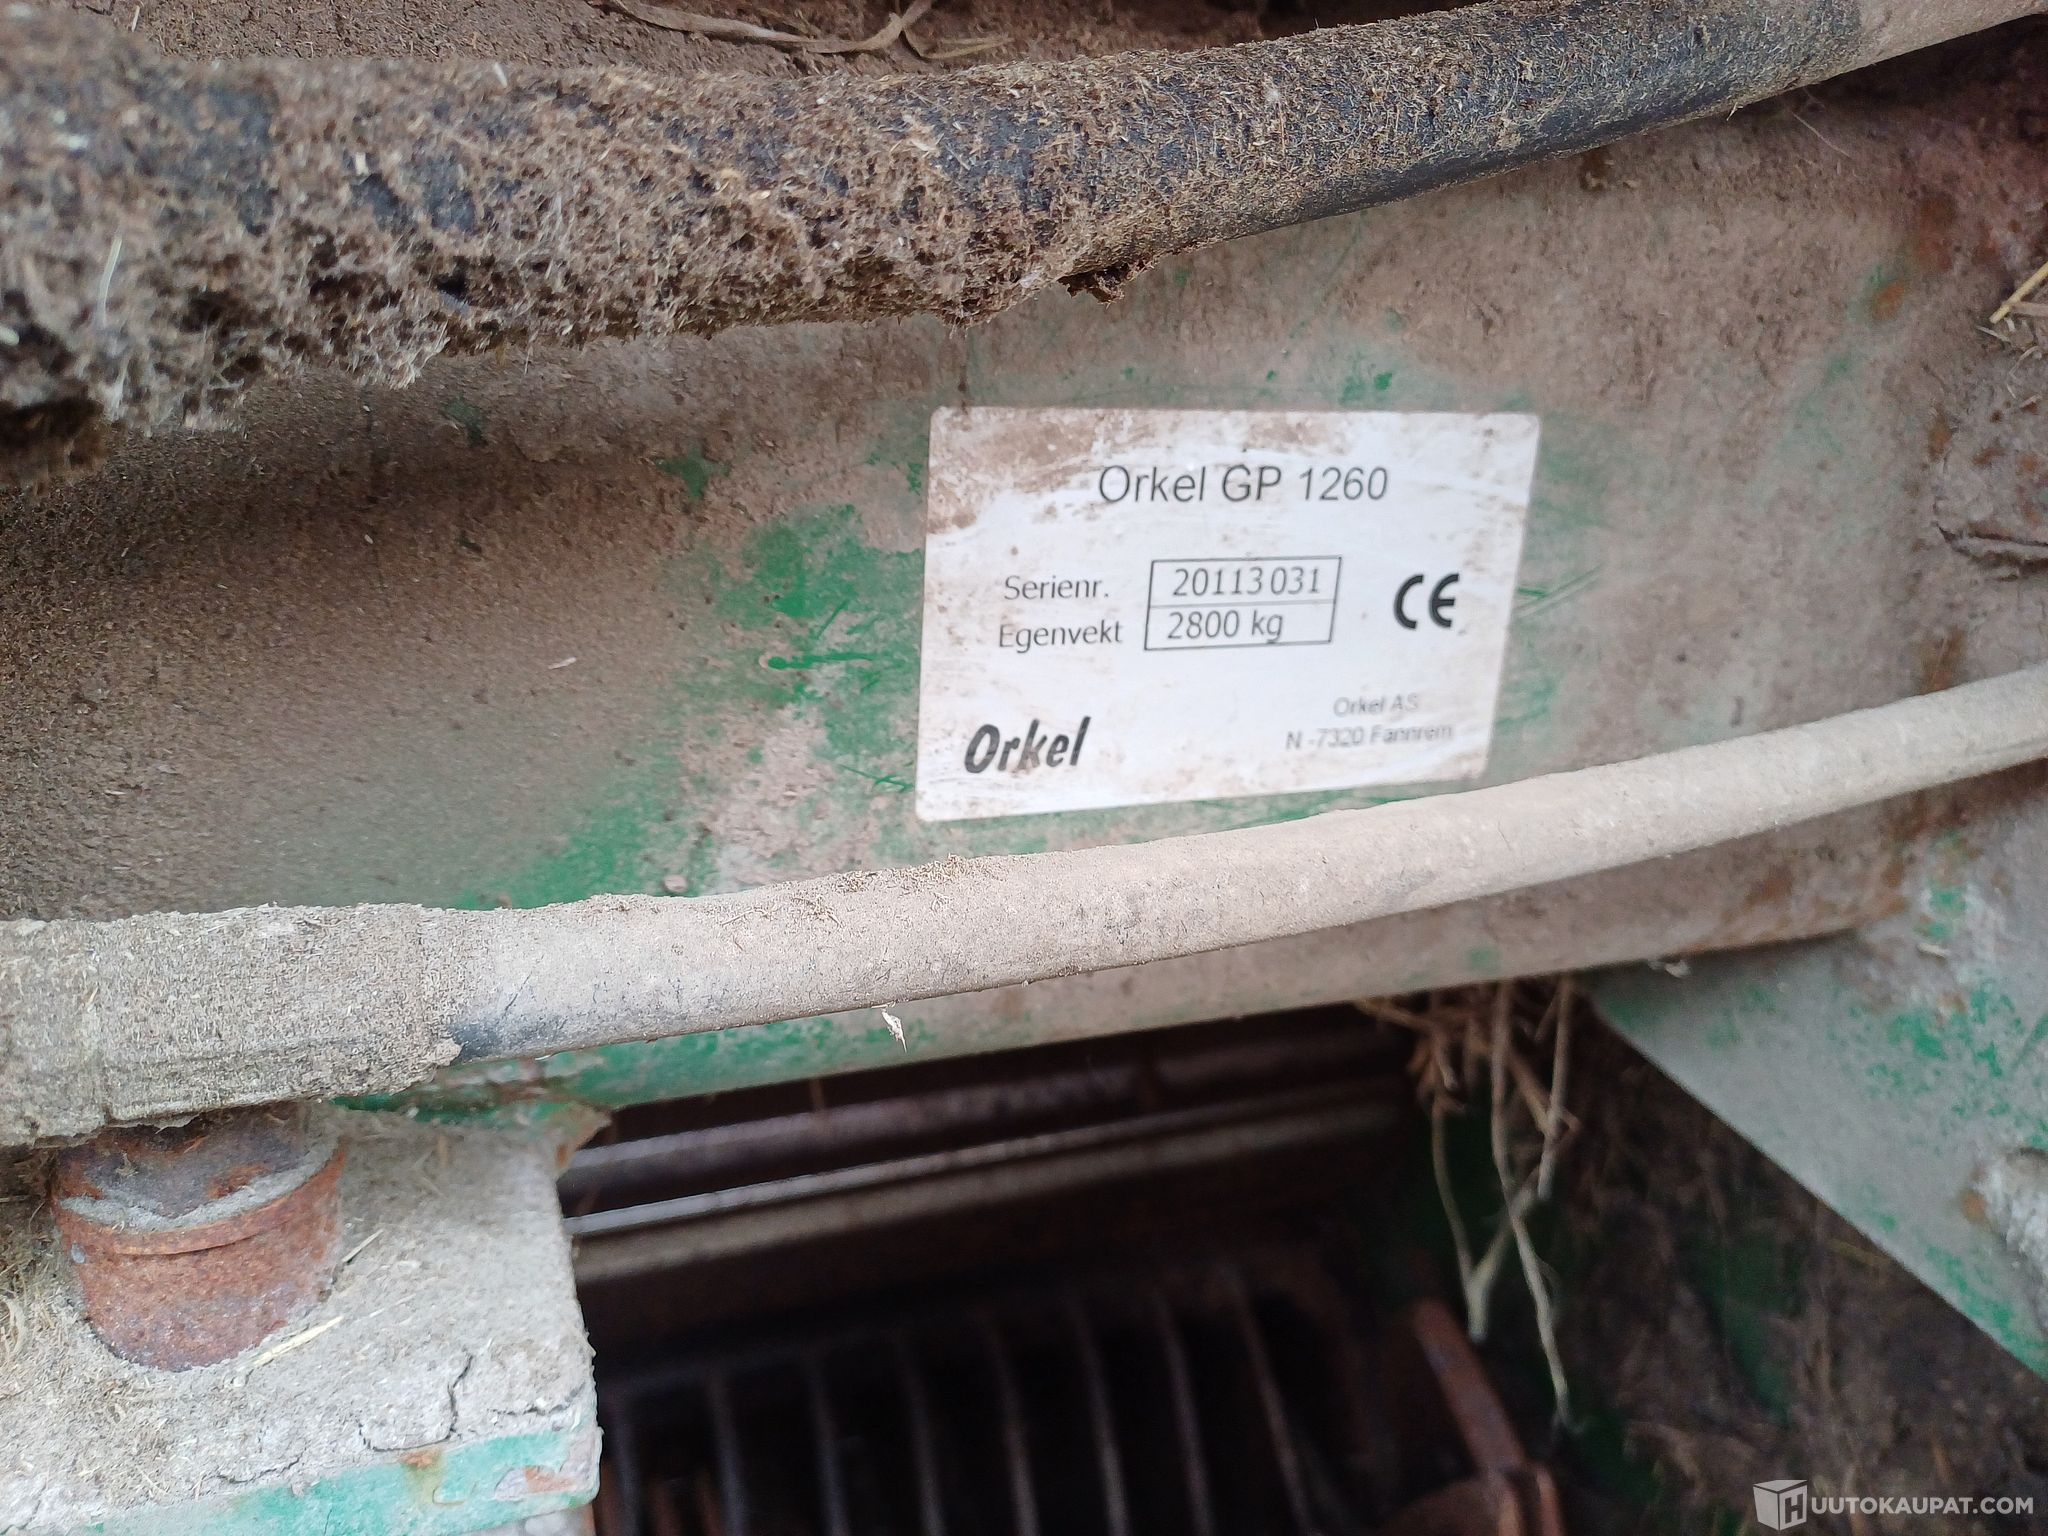 Orkel GP 1260
Serienr. 20113031
Egenvekt 2800 kg
CE
Orkel
Orkel AS
N -7320 Fannrem
HUUTOKAUPAT.COM